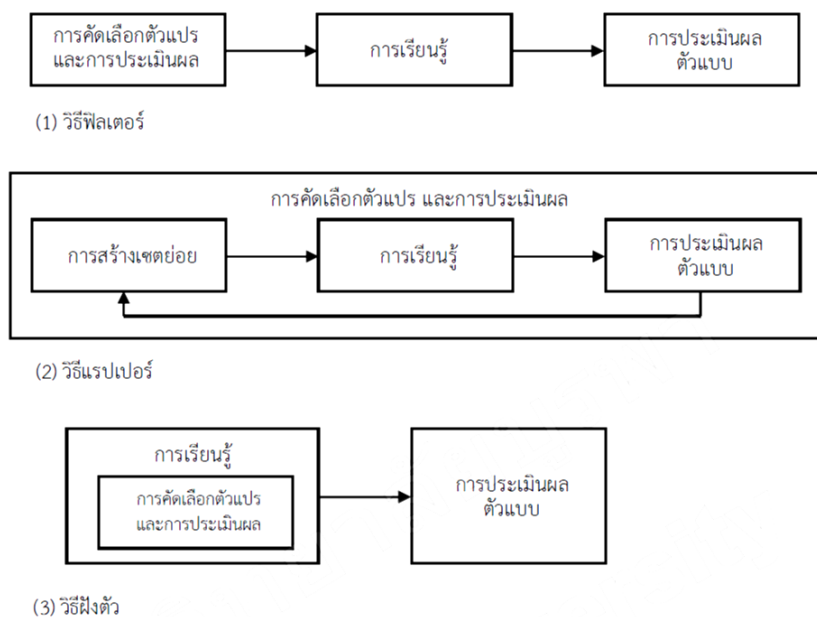 การคัดเลือกตัวแปร
และการประเมินผล
การเรียนรู้
การประเมินผล
ตัวแบบ
(1) วิธีฟิลเตอร์
การคัดเลือกตัวแปร และการประเมินผล
การสร้างเซตย่อย
การเรียนรู้
การประเมินผล
ตัวแบบ
(2) วิธีแรปเปอร์
การเรียนรู้
การคัดเลือกตัวแปร
และการประเมินผล
การประเมินผล
ตัวแบบ
(3) วิธีฝังตัว